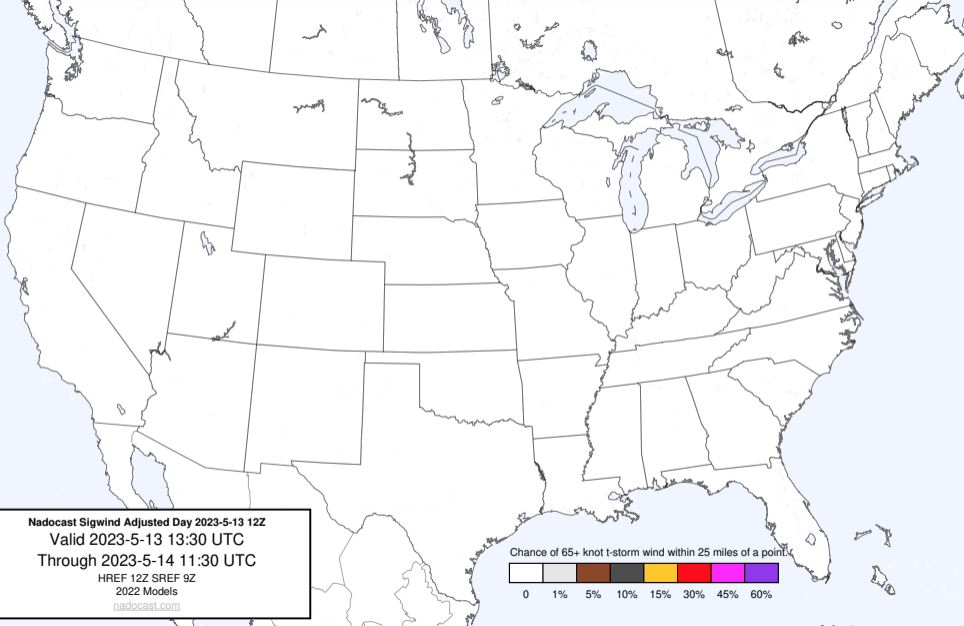 Nadocast Sigwind Adjusted Day 2023-5-13 12Z
Valid 2023-5-13 13:30 UTC
Through 2023-5-14 11:30 UTC
HREF 12Z SREF 9Z
2022 Models
nadocast.com
Chance of 65+ knot t-storm wind within 25 miles of a point.
0 1% 5% 10% 15% 30% 45% 60%